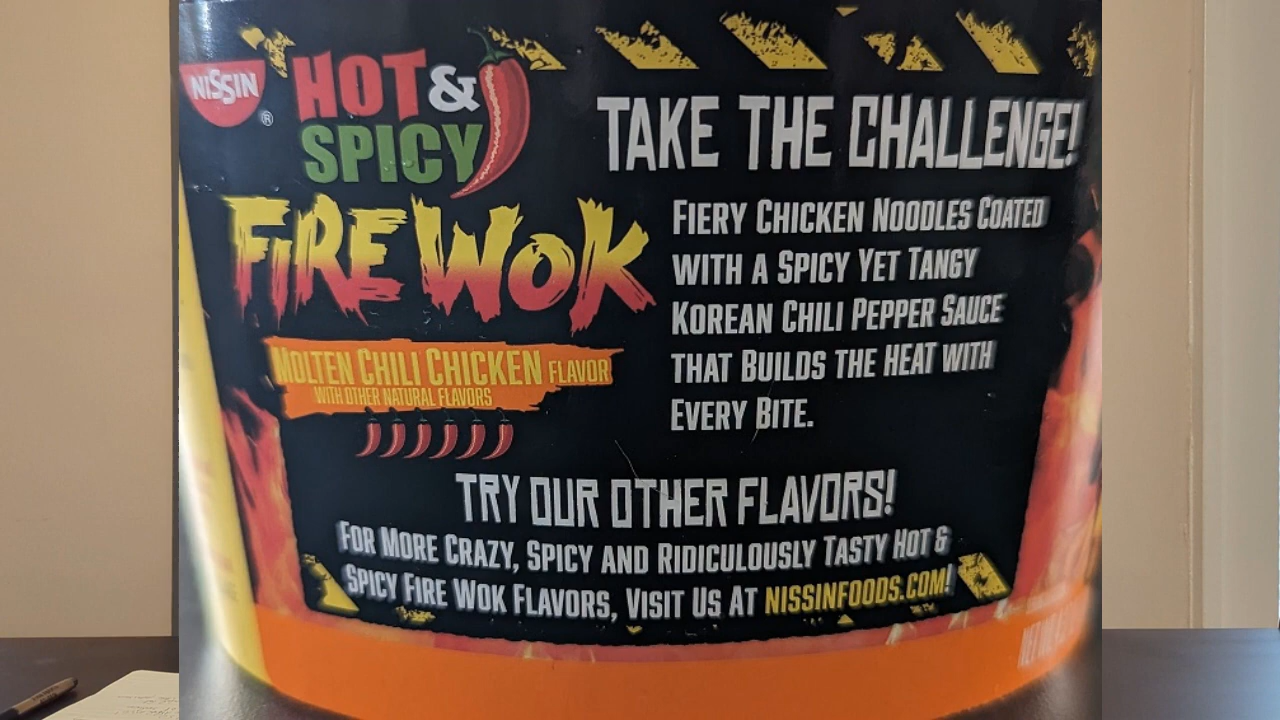 NISSIN
®
HOT &
SPICY
FIRE WOK
MOLTEN CHILI CHICKEN FLAVOR
WITH OTHER NATURAL FLAVORS
TAKE THE CHALLENGE!
FIERY CHICKEN NOODLES COATED
WITH A SPICY YET TANGY
KOREAN CHILI PEPPER SAUCE
THAT BUILDS THE HEAT WITH
EVERY BITE.
TRY OUR OTHER FLAVORS!
FOR MORE CRAZY, SPICY AND RIDICULOUSLY TASTY HOT &
SPICY FIRE WOK FLAVORS, VISIT US AT NISSINFOODS.COM!